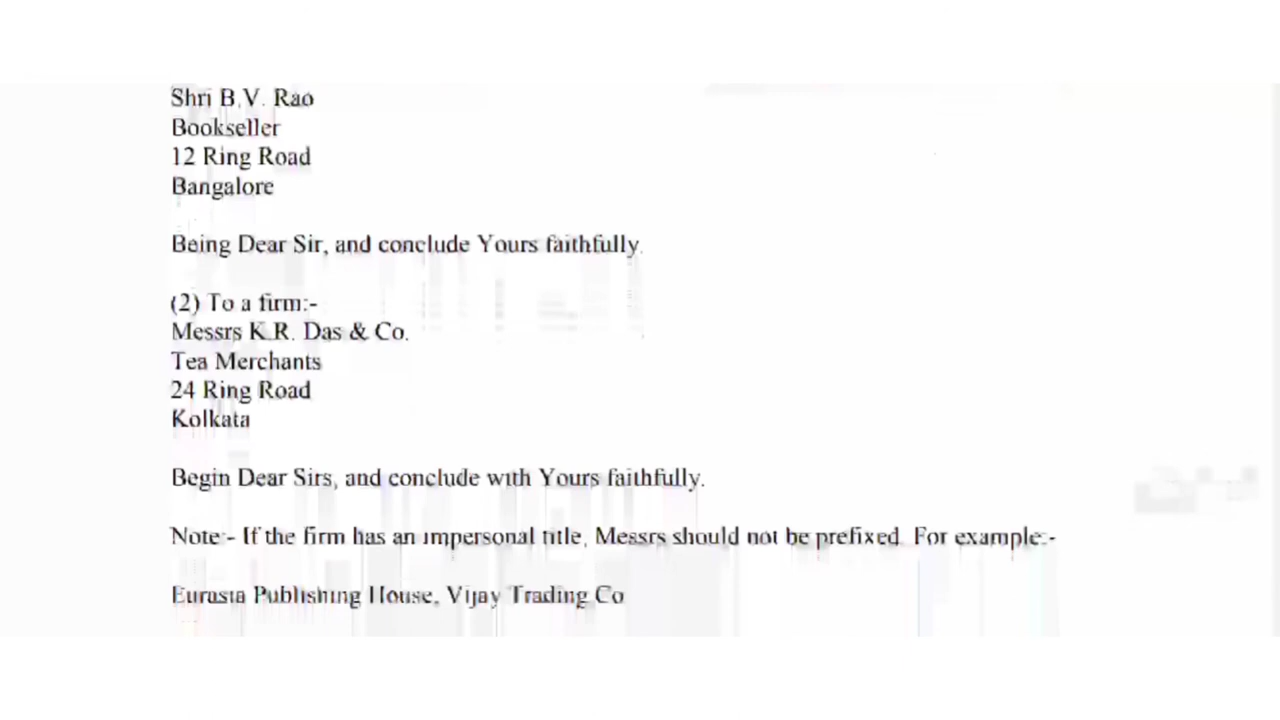 Shri B.V. Rao
Bookseller
12 Ring Road
Bangalore
Being Dear Sir, and conclude Yours faithfully.
(2) To a firm:-
Messrs K.R. Das & Co.
Tea Merchants
24 Ring Road
Kolkata
Begin Dear Sirs, and conclude with Yours faithfully.
Note:- If the firm has an impersonal title, Messrs should not be prefixed. For example:-
Eurasia Publishing House, Vijay Trading Co